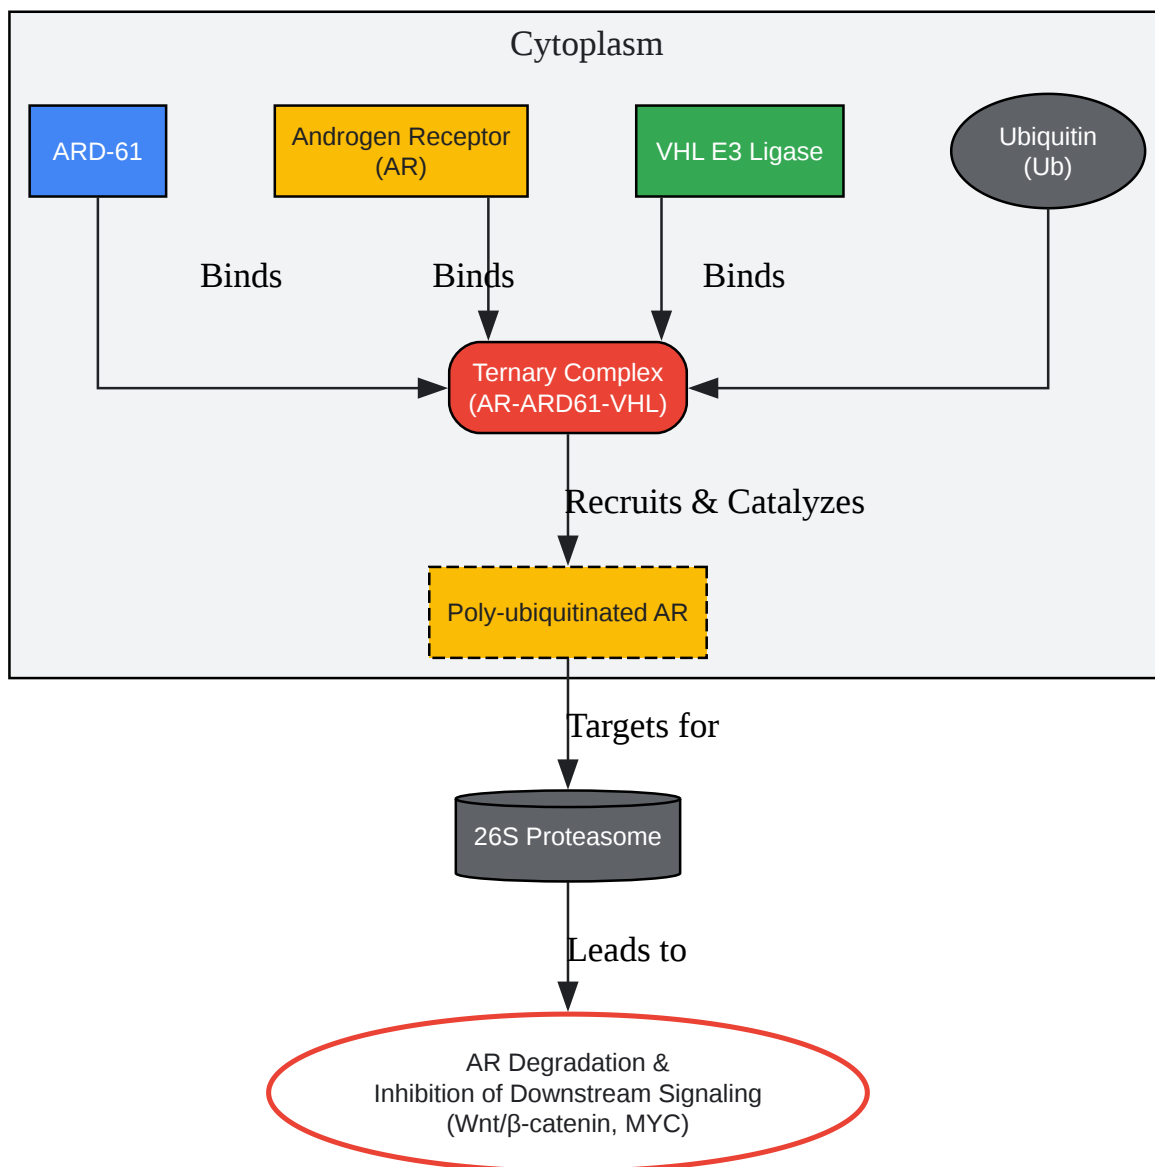 Cytoplasm
ARD-61
Androgen Receptor
(AR)
VHL E3 Ligase
Ubiquitin
(Ub)
Binds
Binds
Binds
Ternary Complex
(AR-ARD61-VHL)
Recruits & Catalyzes
Poly-ubiquitinated AR
Targets for
26S Proteasome
Leads to
AR Degradation &
Inhibition of Downstream Signaling
(Wnt/β-catenin, MYC)